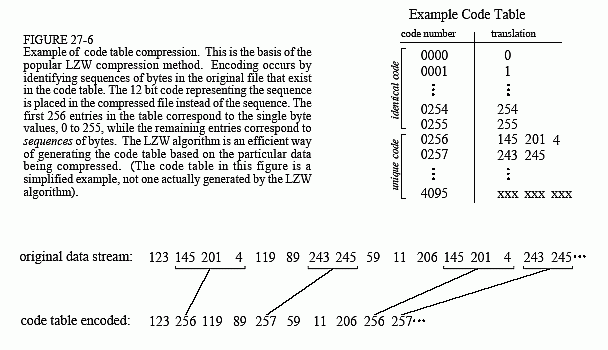 Example Code Table
code number translation
FIGURE 27-6
Example of code table compression. This is the basis of the
popular LZW compression method. Encoding occurs by
identifying sequences of bytes in the original file that exist
in the code table. The 12 bit code representing the sequence
is placed in the compressed file instead of the sequence. The
first 256 entries in the table correspond to the single byte
values, 0 to 255, while the remaining entries correspond to
sequences of bytes. The LZW algorithm is an efficient way
of generating the code table based on the particular data
being compressed. (The code table in this figure is a
simplified example, not one actually generated by the LZW
algorithm).
identical code
0000 0
0001 1
⋮ ⋮
0254 254
0255 255
unique code
0256 145 201 4
0257 243 245
⋮ ⋮
4095 xxx xxx xxx
original data stream: 123 145 201 4 119 89 243 245 59 11 206 145 201 4 243 245 ...
code table encoded: 123 256 119 89 257 59 11 206 256 257 ...